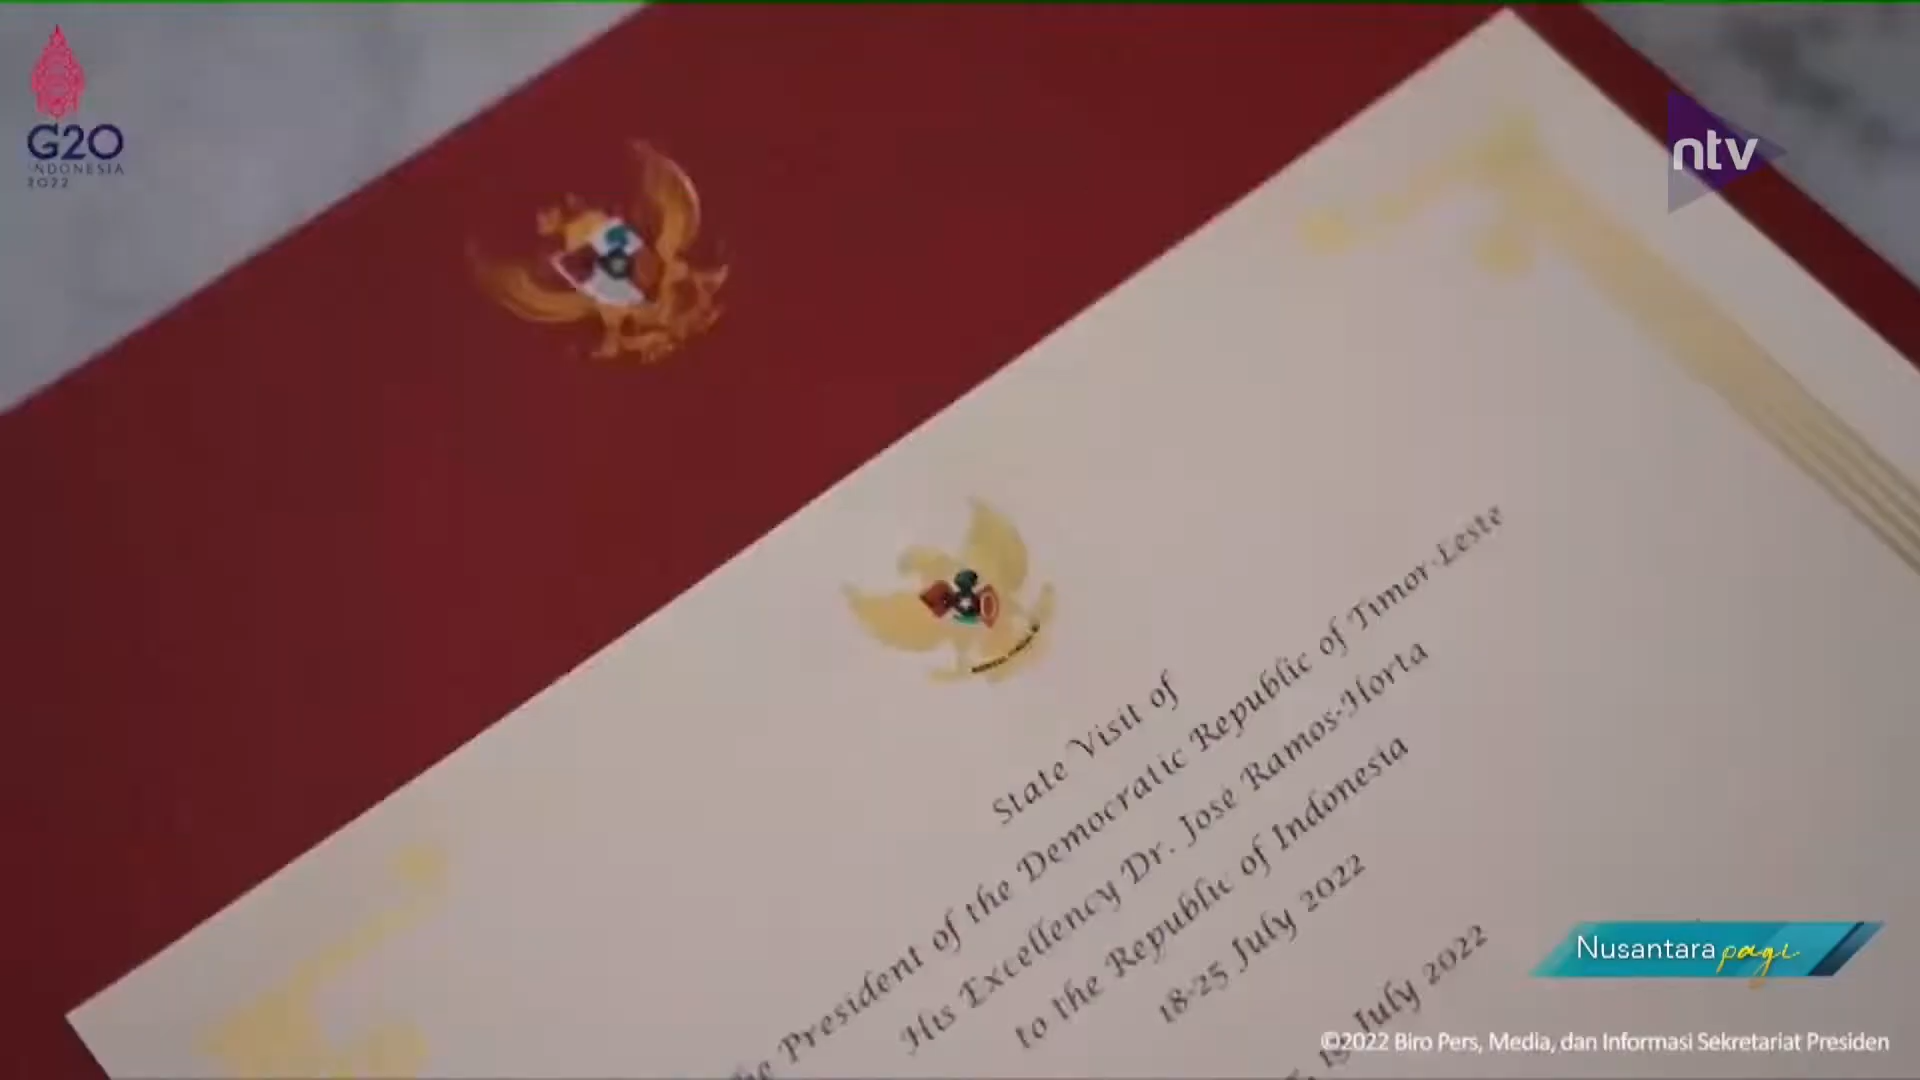 G20
INDONESIA
2022
ntv
State Visit of
President of the Democratic Republic of Timor-Leste
His Excellency Dr. José Ramos-Horta
to the Republic of Indonesia
18-25 July 2022
19 July 2022
Nusantara pagi
©2022 Biro Pers, Media, dan Informasi Sekretariat Presiden